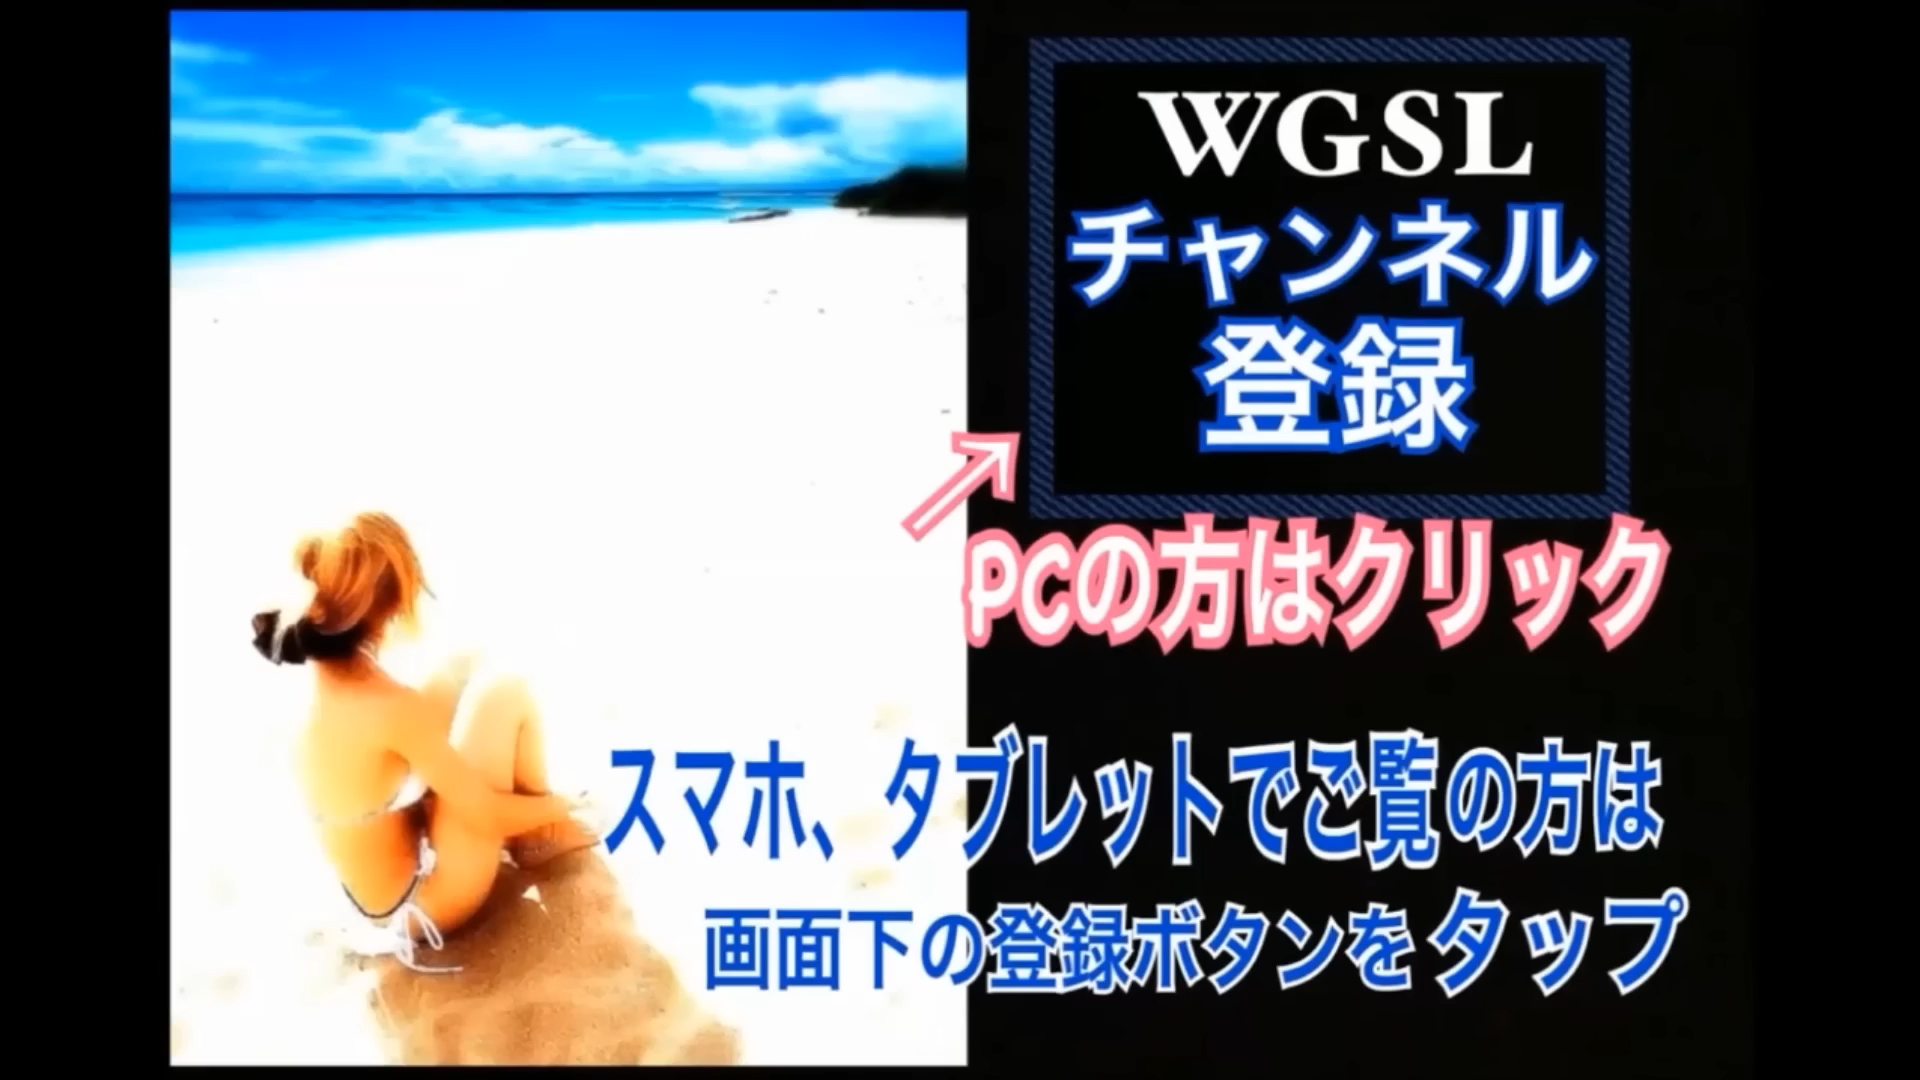 WGSL
チャンネル
登録
PCの方はクリック
スマホ、タブレットでご覧の方は
画面下の登録ボタンをタップ